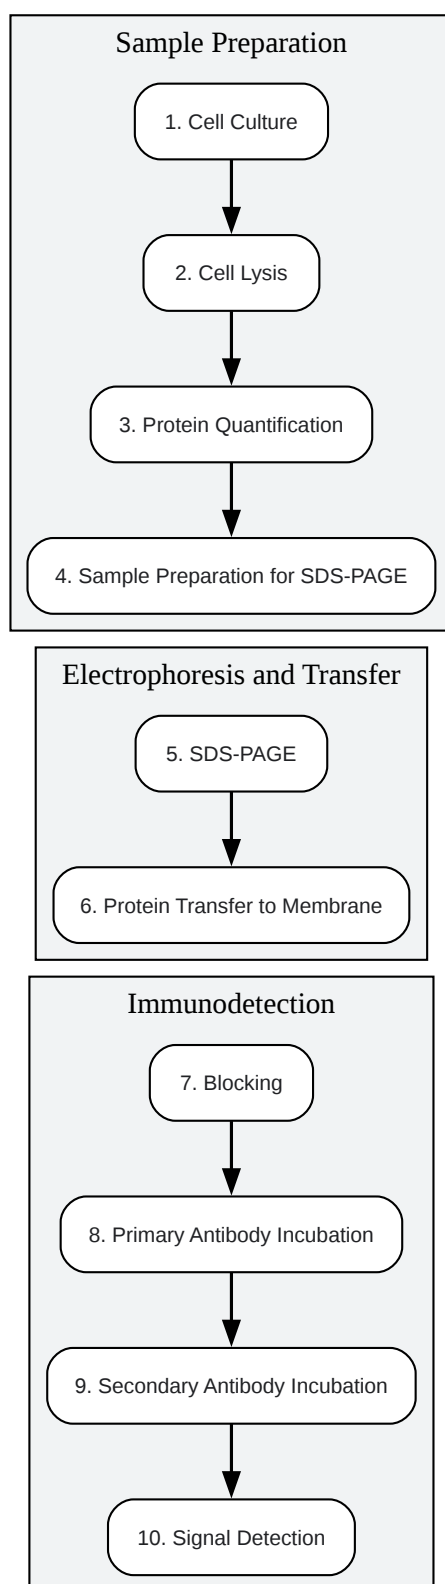 Sample Preparation
1. Cell Culture
2. Cell Lysis
3. Protein Quantification
4. Sample Preparation for SDS-PAGE
Electrophoresis and Transfer
5. SDS-PAGE
6. Protein Transfer to Membrane
Immunodetection
7. Blocking
8. Primary Antibody Incubation
9. Secondary Antibody Incubation
10. Signal Detection